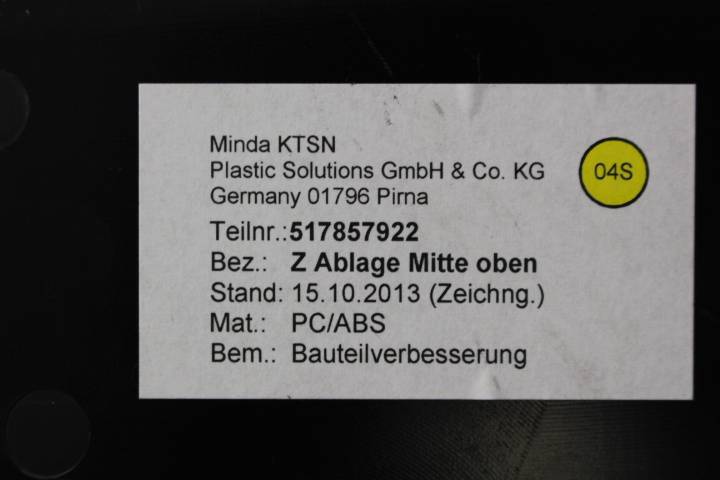 Minda KTSN
Plastic Solutions GmbH & Co. KG
Germany 01796 Pirna
04S
Teilnr.:517857922
Bez.: Z Ablage Mitte oben
Stand: 15.10.2013 (Zeichng.)
Mat.: PC/ABS
Bem.: Bauteilverbesserung